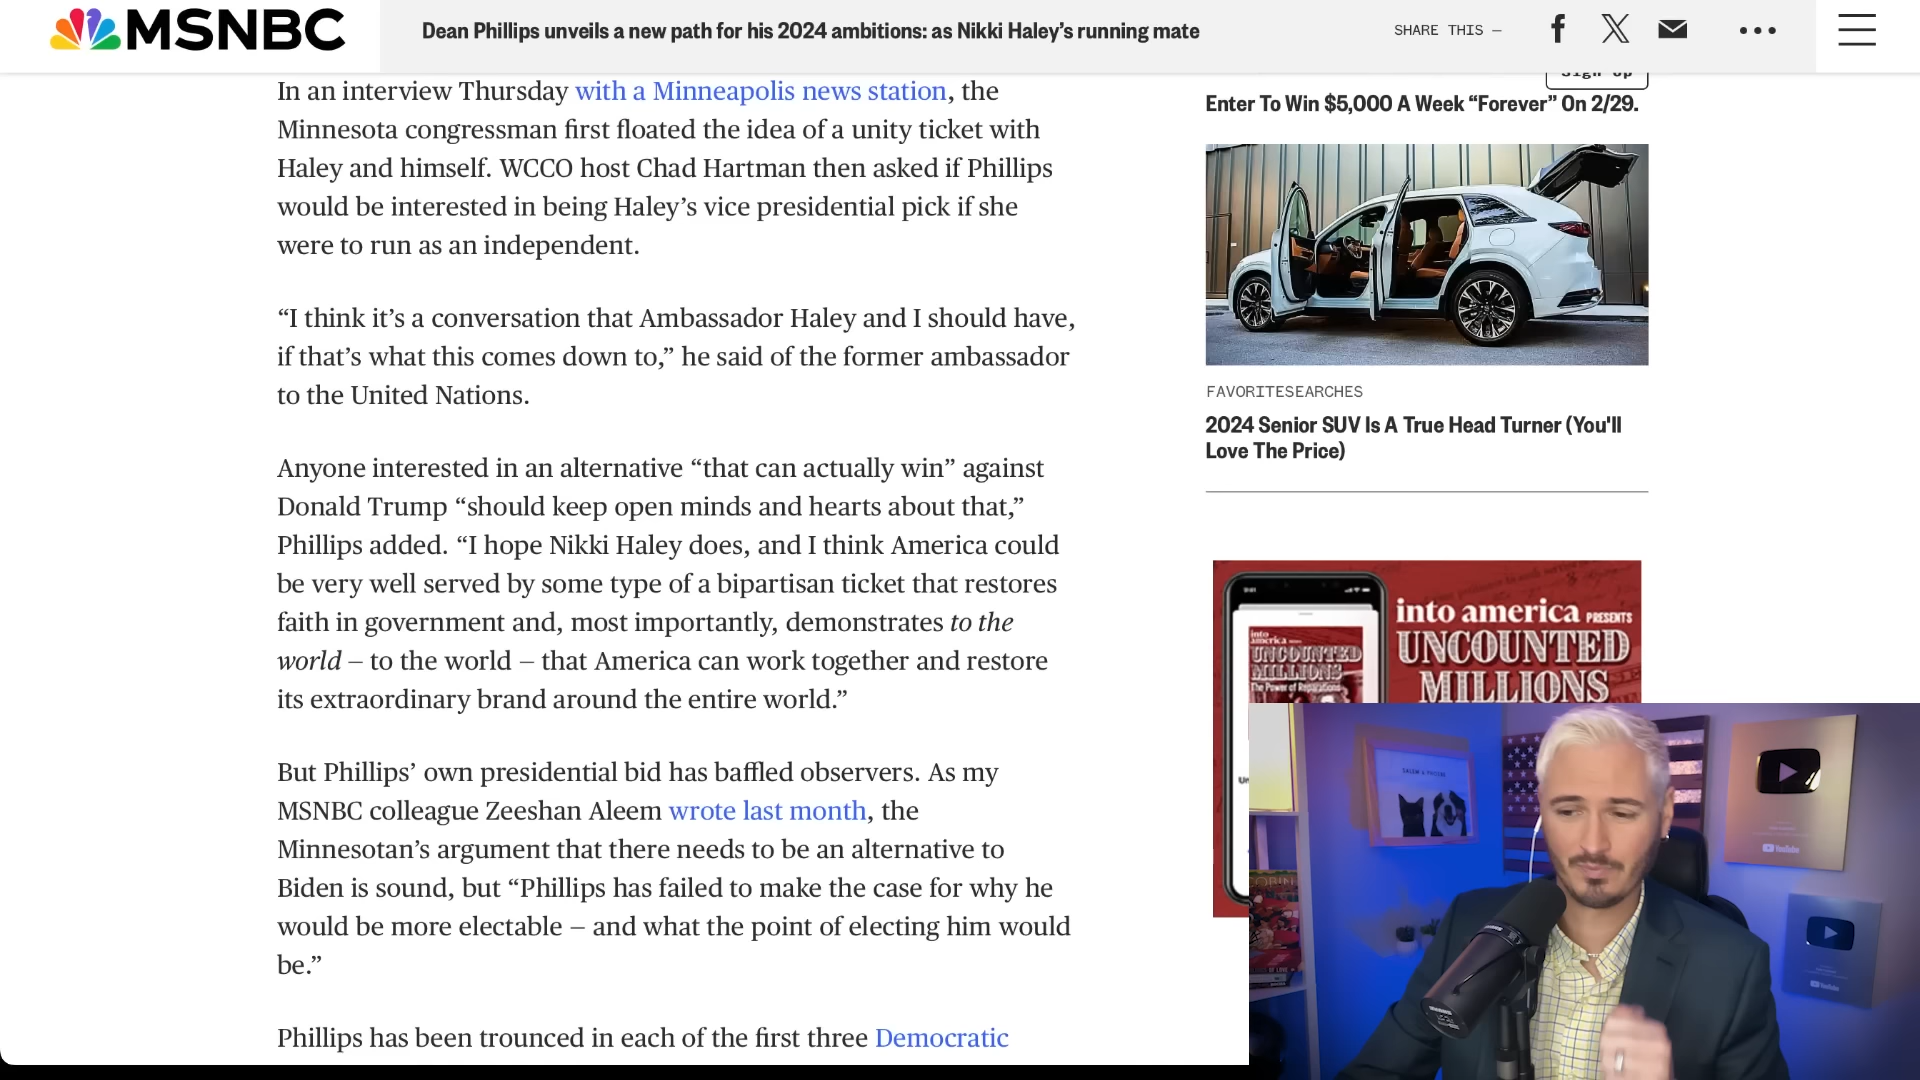 MSNBC
Dean Phillips unveils a new path for his 2024 ambitions: as Nikki Haley’s running mate
SHARE THIS —
In an interview Thursday with a Minneapolis news station, the
Minnesota congressman first floated the idea of a unity ticket with
Haley and himself. WCCO host Chad Hartman then asked if Phillips
would be interested in being Haley’s vice presidential pick if she
were to run as an independent.
“I think it’s a conversation that Ambassador Haley and I should have,
if that’s what this comes down to,” he said of the former ambassador
to the United Nations.
Anyone interested in an alternative “that can actually win” against
Donald Trump “should keep open minds and hearts about that,”
Phillips added. “I hope Nikki Haley does, and I think America could
be very well served by some type of a bipartisan ticket that restores
faith in government and, most importantly, demonstrates to the
world – to the world – that America can work together and restore
its extraordinary brand around the entire world.”
But Phillips’ own presidential bid has baffled observers. As my
MSNBC colleague Zeeshan Aleem wrote last month, the
Minnesotan’s argument that there needs to be an alternative to
Biden is sound, but “Phillips has failed to make the case for why he
would be more electable – and what the point of electing him would
be.”
Phillips has been trounced in each of the first three Democratic
Sign Up
Enter To Win $5,000 A Week “Forever” On 2/29.
FAVORITESEARCHES
2024 Senior SUV Is A True Head Turner (You'll
Love The Price)
into america PRESENTS
UNCOUNTED
MILLIONS
into
america
UNCOUNTED
MILLIONS
The Power of Reparations
YouTube
YouTube